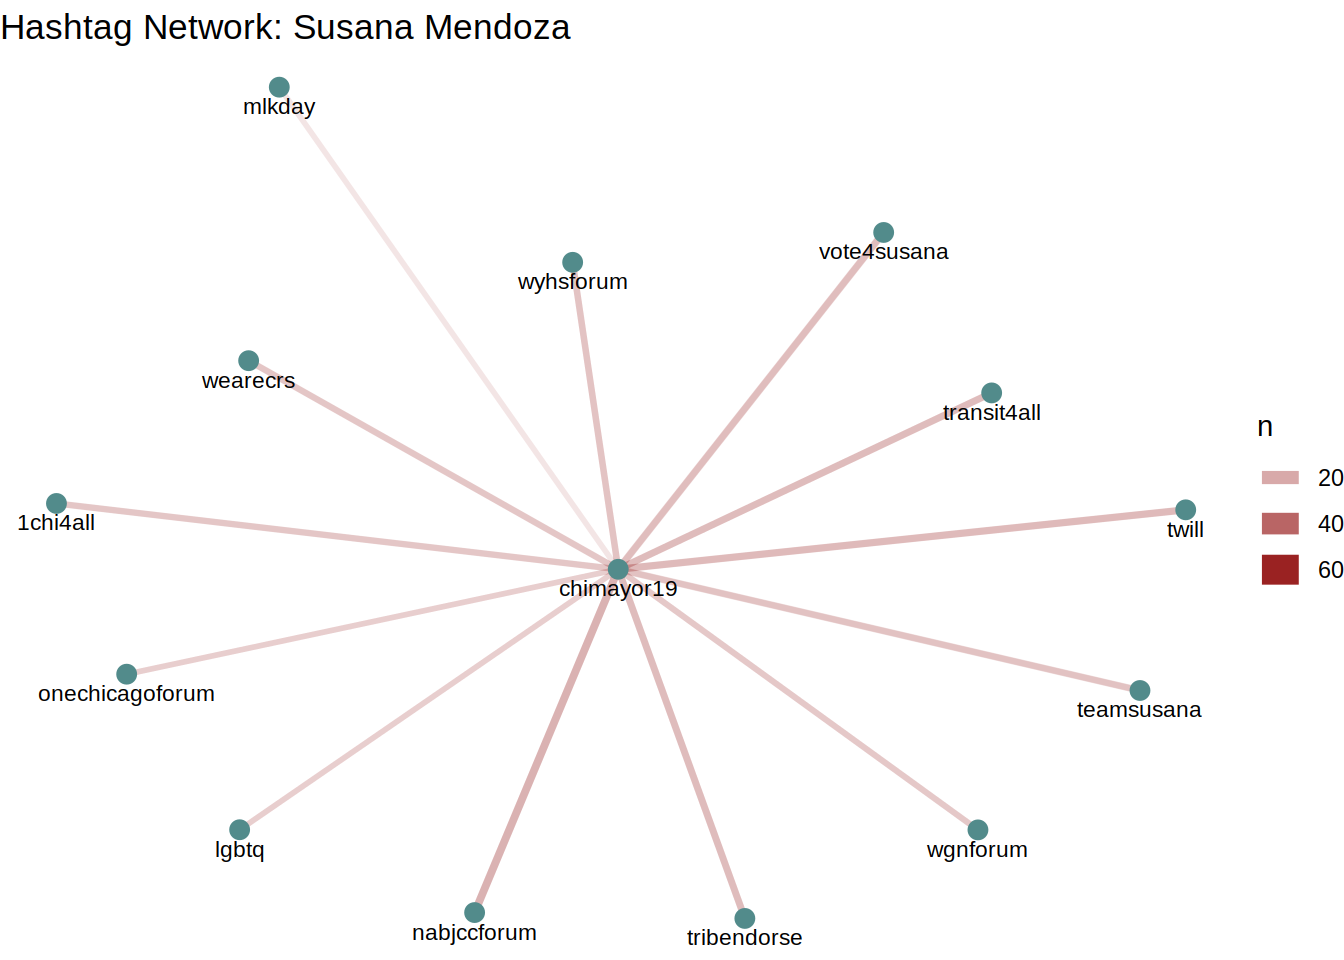 Hashtag Network: Susana Mendoza
mlkday
vote4susana
wyhsforum
wearecrs
transit4all
n
20
40
60
1chi4all
twill
chimayor19
onechicagoforum
teamsusana
lgbtq
wgnforum
nabjccforum
tribendorse